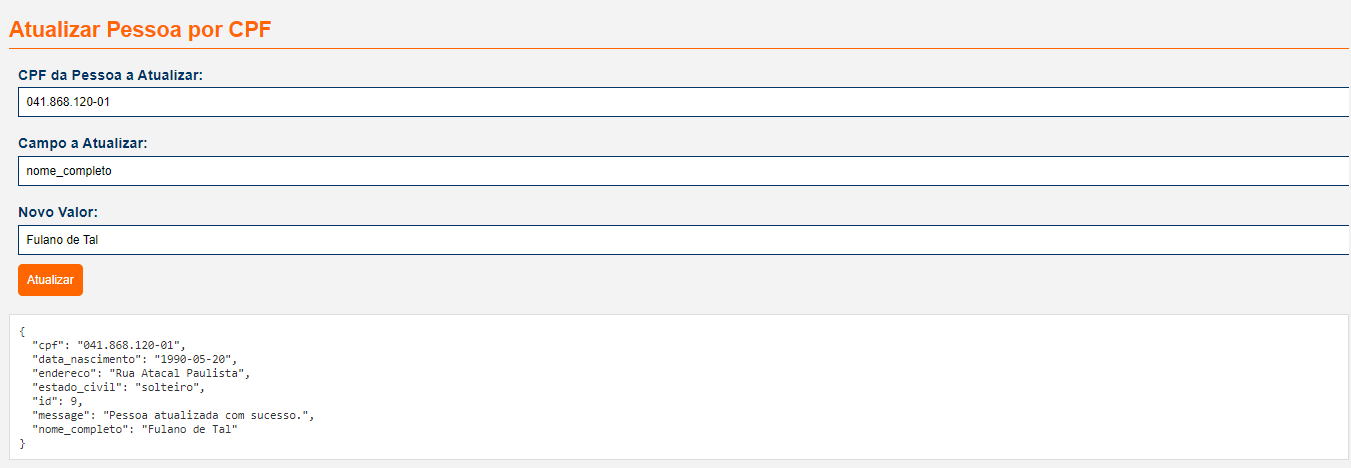 Atualizar Pessoa por CPF
CPF da Pessoa a Atualizar:
041.868.120-01
Campo a Atualizar:
nome_completo
Novo Valor:
Fulano de Tal
Atualizar
{
  "cpf": "041.868.120-01",
  "data_nascimento": "1990-05-20",
  "endereco": "Rua Atacal Paulista",
  "estado_civil": "solteiro",
  "id": 9,
  "message": "Pessoa atualizada com sucesso.",
  "nome_completo": "Fulano de Tal"
}